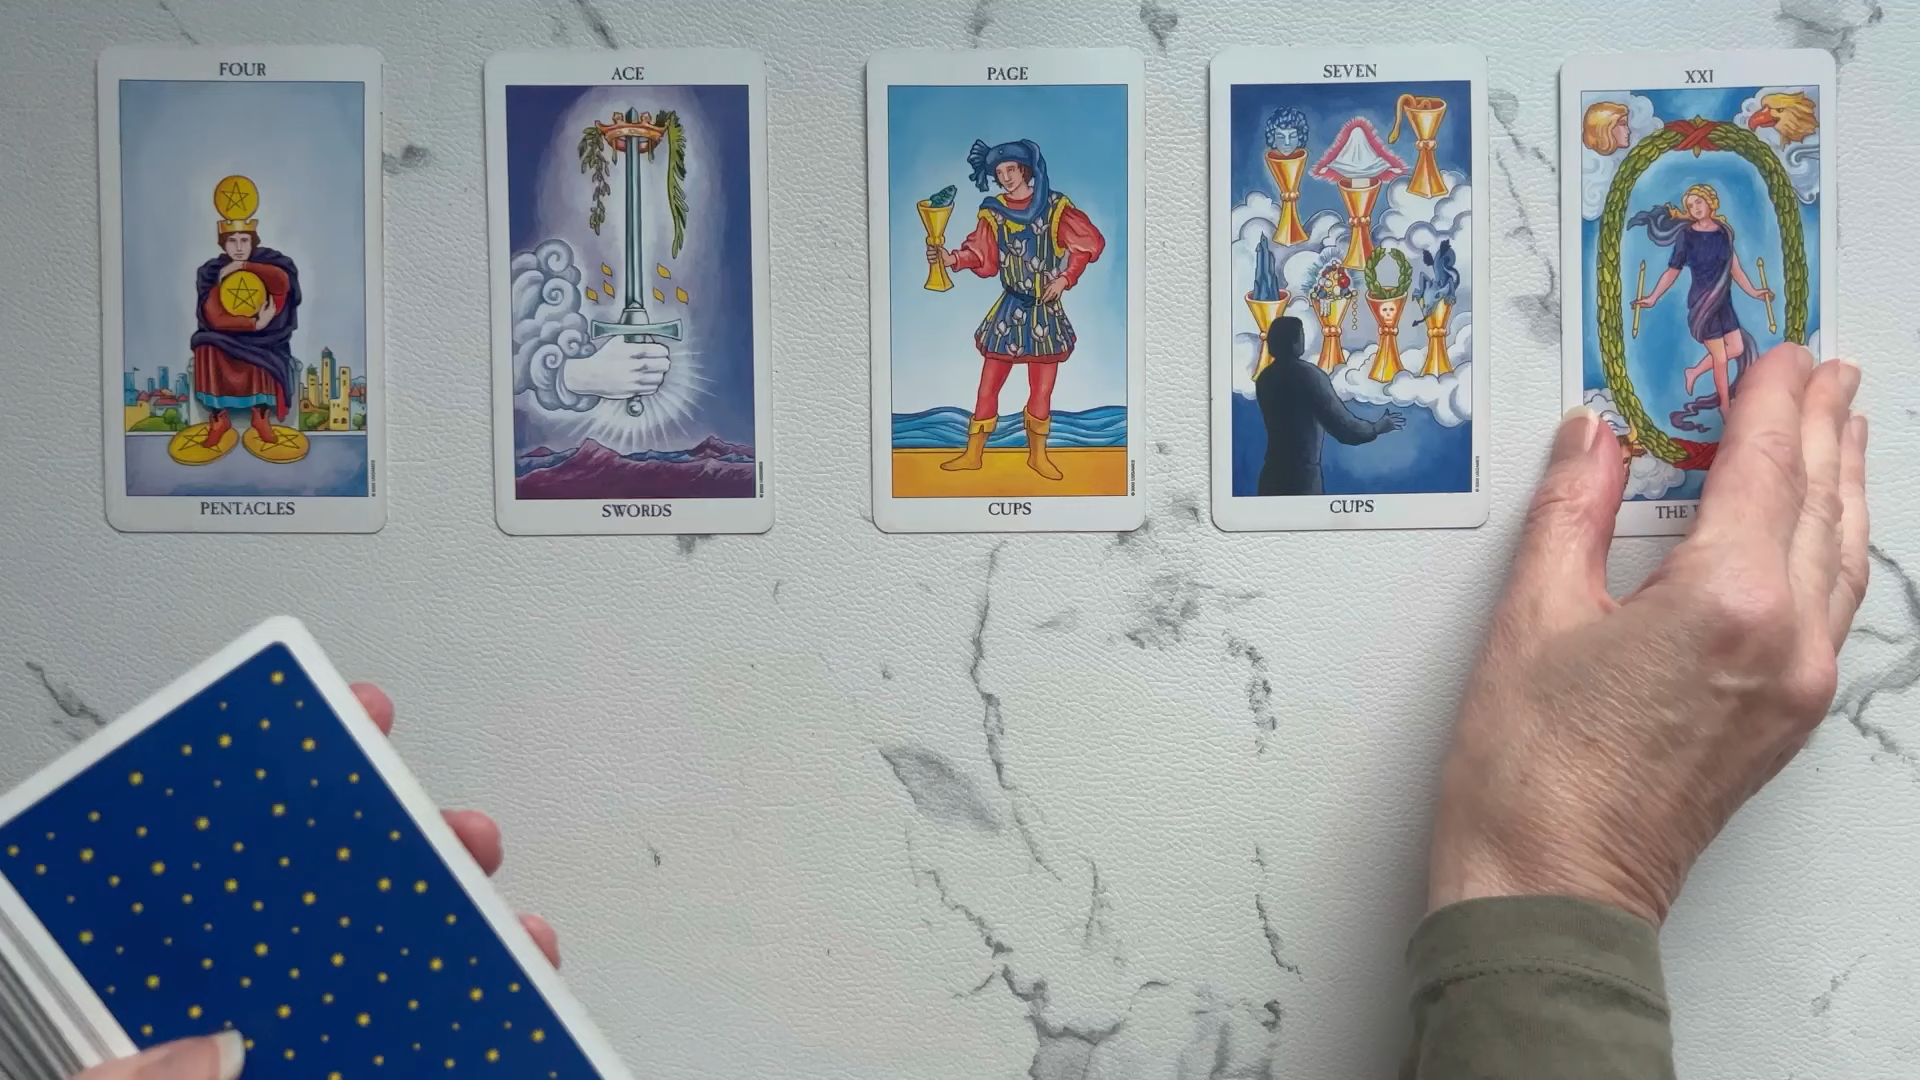 FOUR
PENTACLES
ACE
SWORDS
PAGE
CUPS
SEVEN
CUPS
XXI
THE